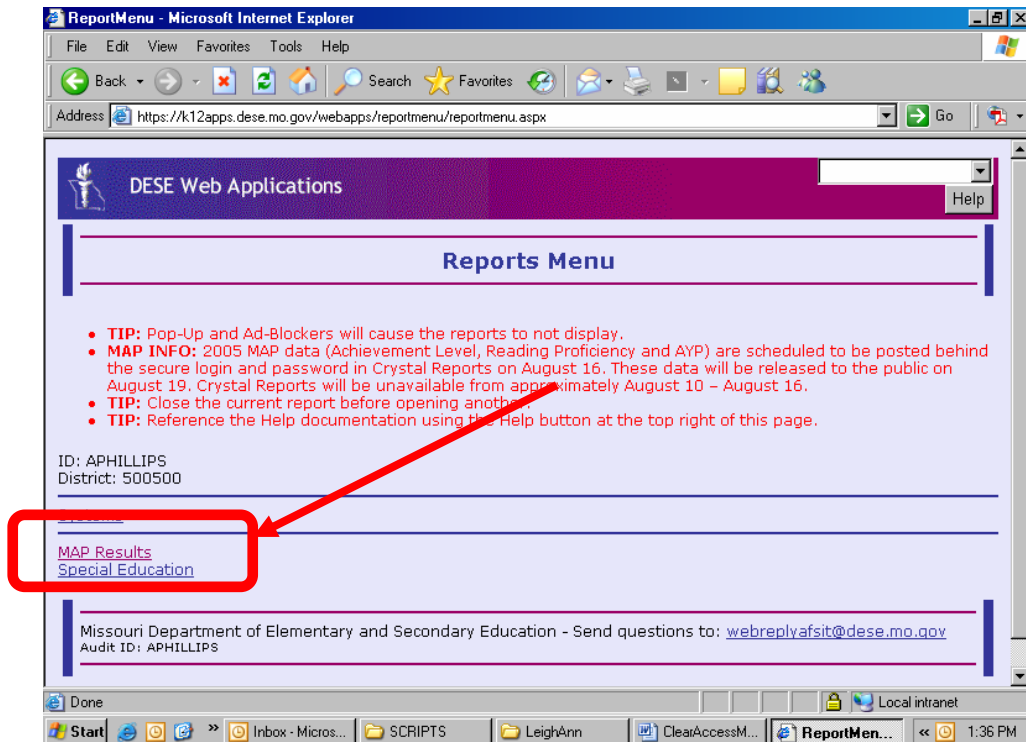 ReportMenu - Microsoft Internet Explorer
File Edit View Favorites Tools Help
Back Search Favorites
Address https://k12apps.dese.mo.gov/webapps/reportmenu/reportmenu.aspx Go
DESE Web Applications
Help
Reports Menu
• TIP: Pop-Up and Ad-Blockers will cause the reports to not display.
• MAP INFO: 2005 MAP data (Achievement Level, Reading Proficiency and AYP) are scheduled to be posted behind
the secure login and password in Crystal Reports on August 16. These data will be released to the public on
August 19. Crystal Reports will be unavailable from approximately August 10 – August 16.
• TIP: Close the current report before opening another.
• TIP: Reference the Help documentation using the Help button at the top right of this page.
ID: APHILLIPS
District: 500500
MAP Results
Special Education
Missouri Department of Elementary and Secondary Education - Send questions to: webreplyafsit@dese.mo.gov
Audit ID: APHILLIPS
Done Local intranet
Start » Inbox - Micros... SCRIPTS LeighAnn ClearAccessM... ReportMen... « 1:36 PM